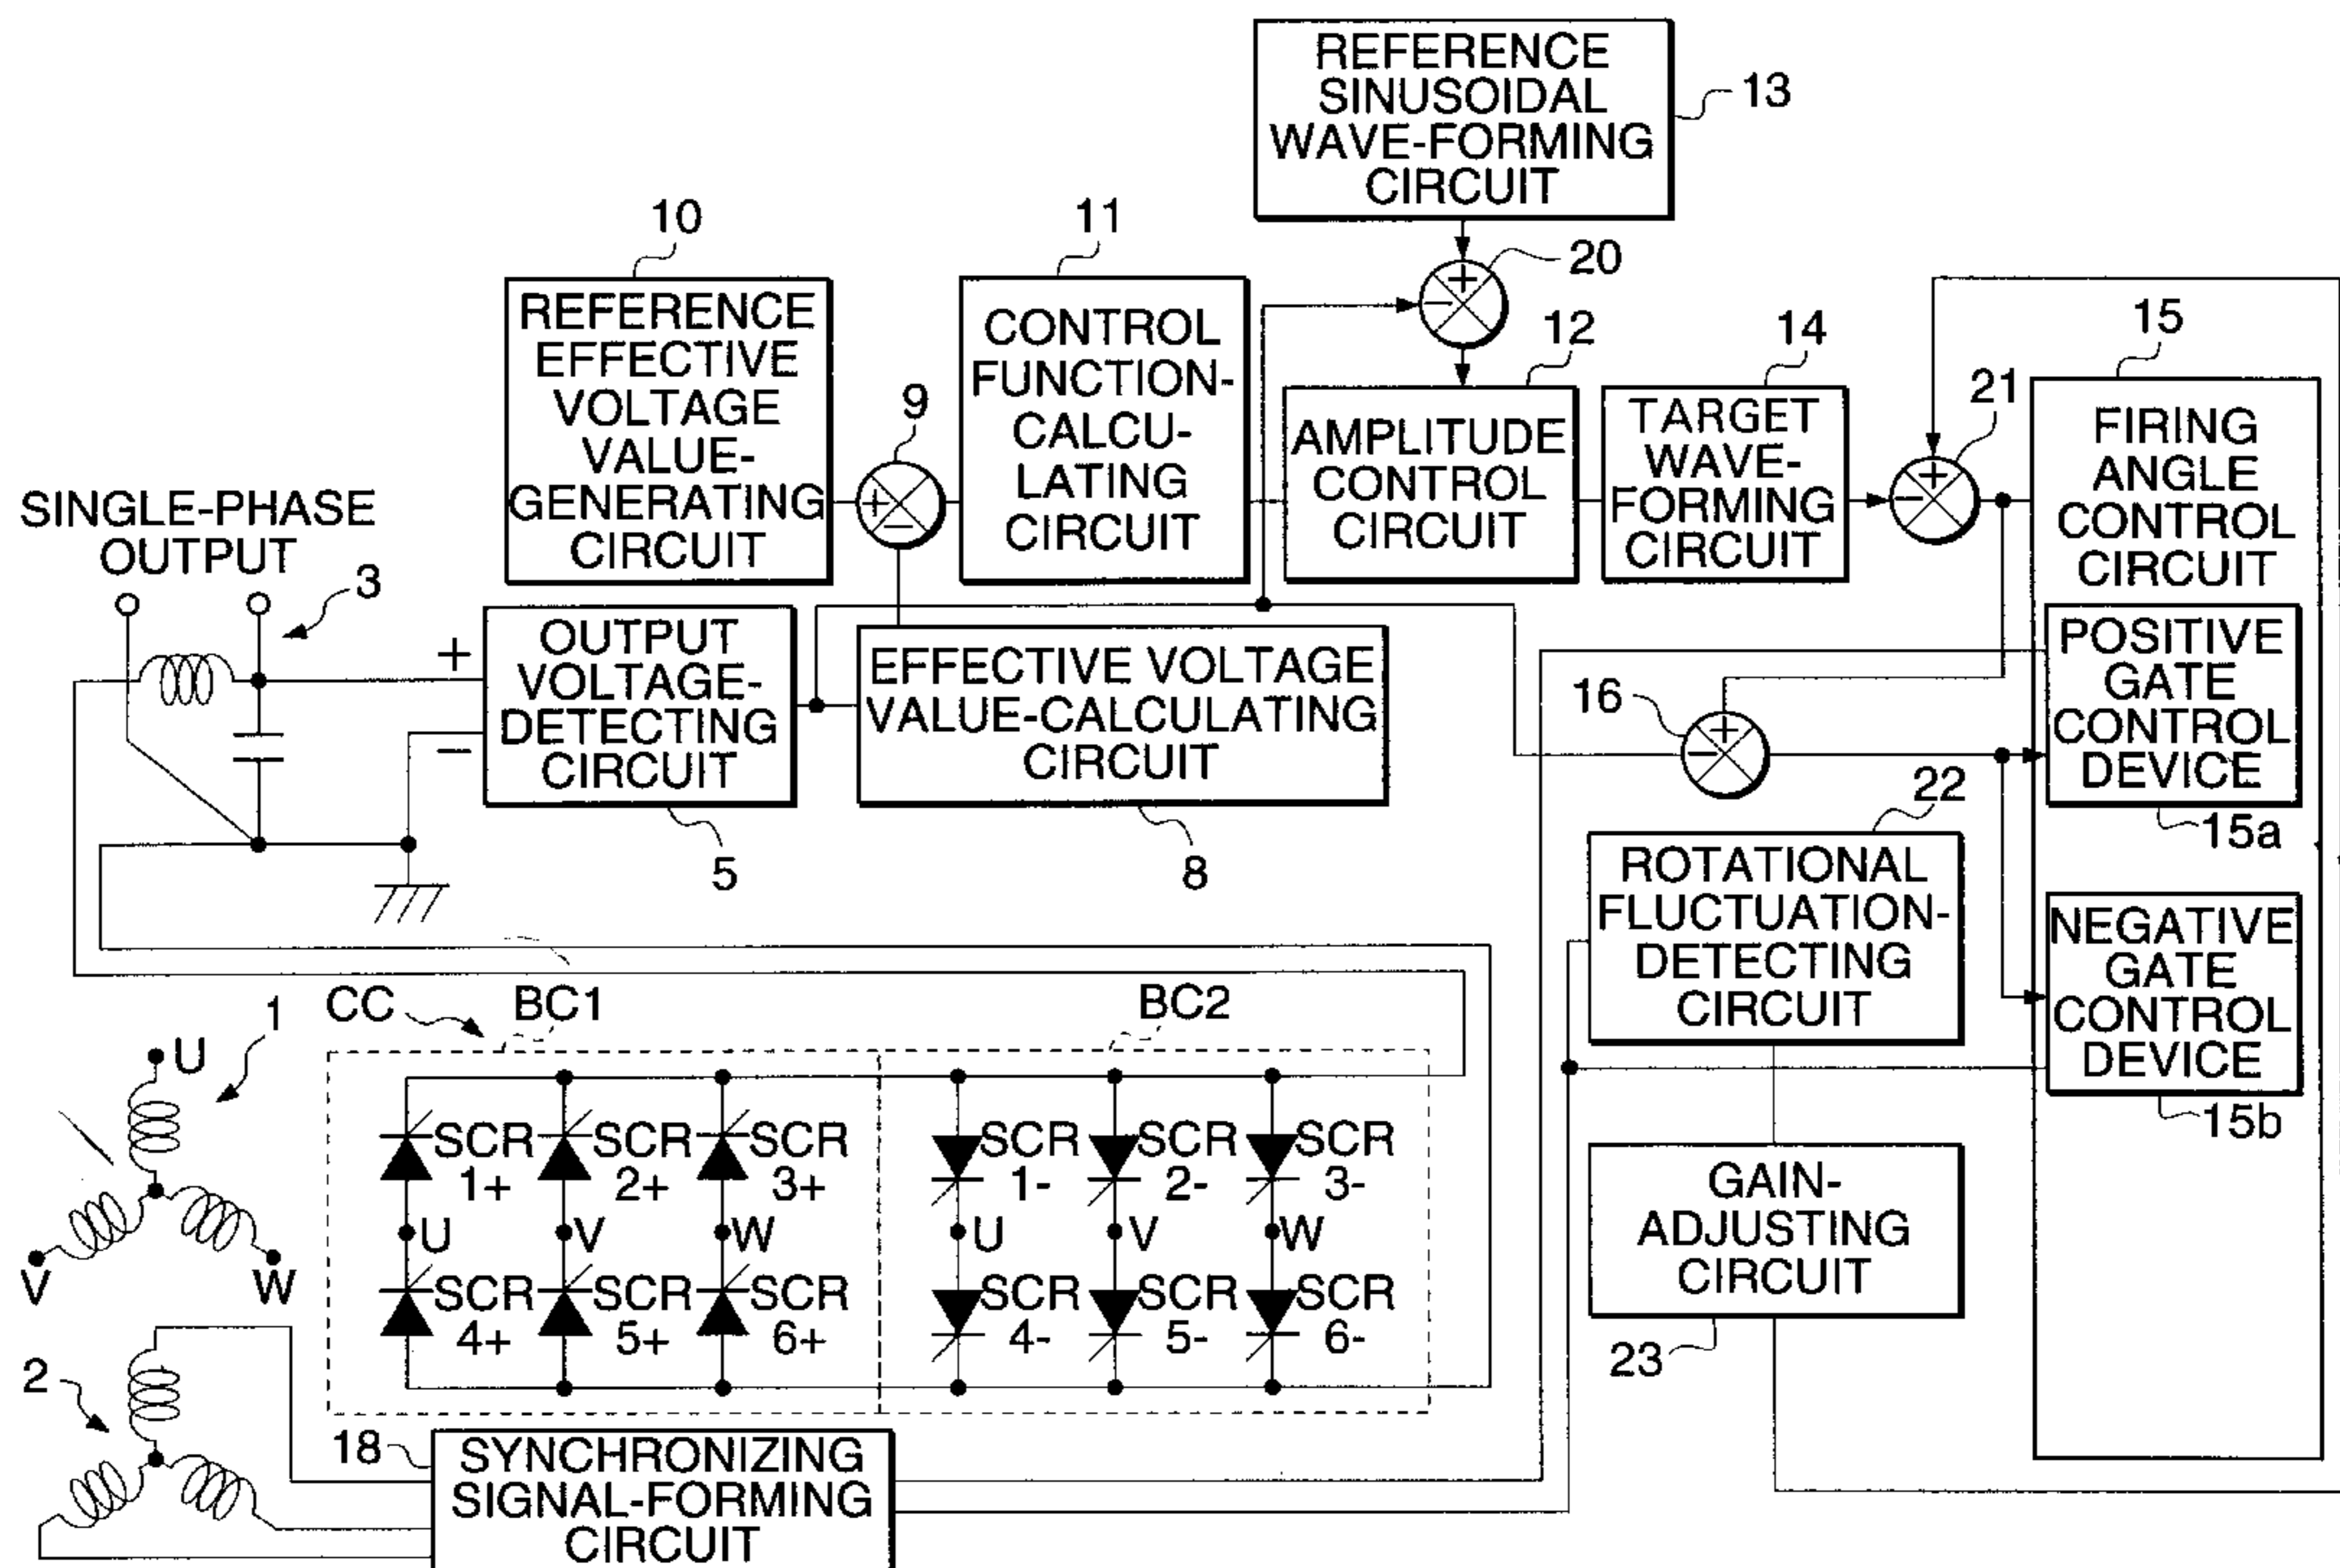 REFERENCE
SINUSOIDAL
WAVE-FORMING
CIRCUIT
13
10
REFERENCE
EFFECTIVE
VOLTAGE
VALUE-
GENERATING
CIRCUIT
9
+
−
11
CONTROL
FUNCTION-
CALCU-
LATING
CIRCUIT
20
+
−
12
AMPLITUDE
CONTROL
CIRCUIT
14
TARGET
WAVE-
FORMING
CIRCUIT
21
+
−
15
FIRING
ANGLE
CONTROL
CIRCUIT
POSITIVE
GATE
CONTROL
DEVICE
15a
NEGATIVE
GATE
CONTROL
DEVICE
15b
SINGLE-PHASE
OUTPUT
3
+
−
OUTPUT
VOLTAGE-
DETECTING
CIRCUIT
5
EFFECTIVE VOLTAGE
VALUE-CALCULATING
CIRCUIT
8
16
+
−
22
ROTATIONAL
FLUCTUATION-
DETECTING
CIRCUIT
GAIN-
ADJUSTING
CIRCUIT
23
1
U
V
W
2
CC
BC1
BC2
SCR
1+
SCR
2+
SCR
3+
SCR
1-
SCR
2-
SCR
3-
U
V
W
U
V
W
SCR
4+
SCR
5+
SCR
6+
SCR
4-
SCR
5-
SCR
6-
18
SYNCHRONIZING
SIGNAL-FORMING
CIRCUIT